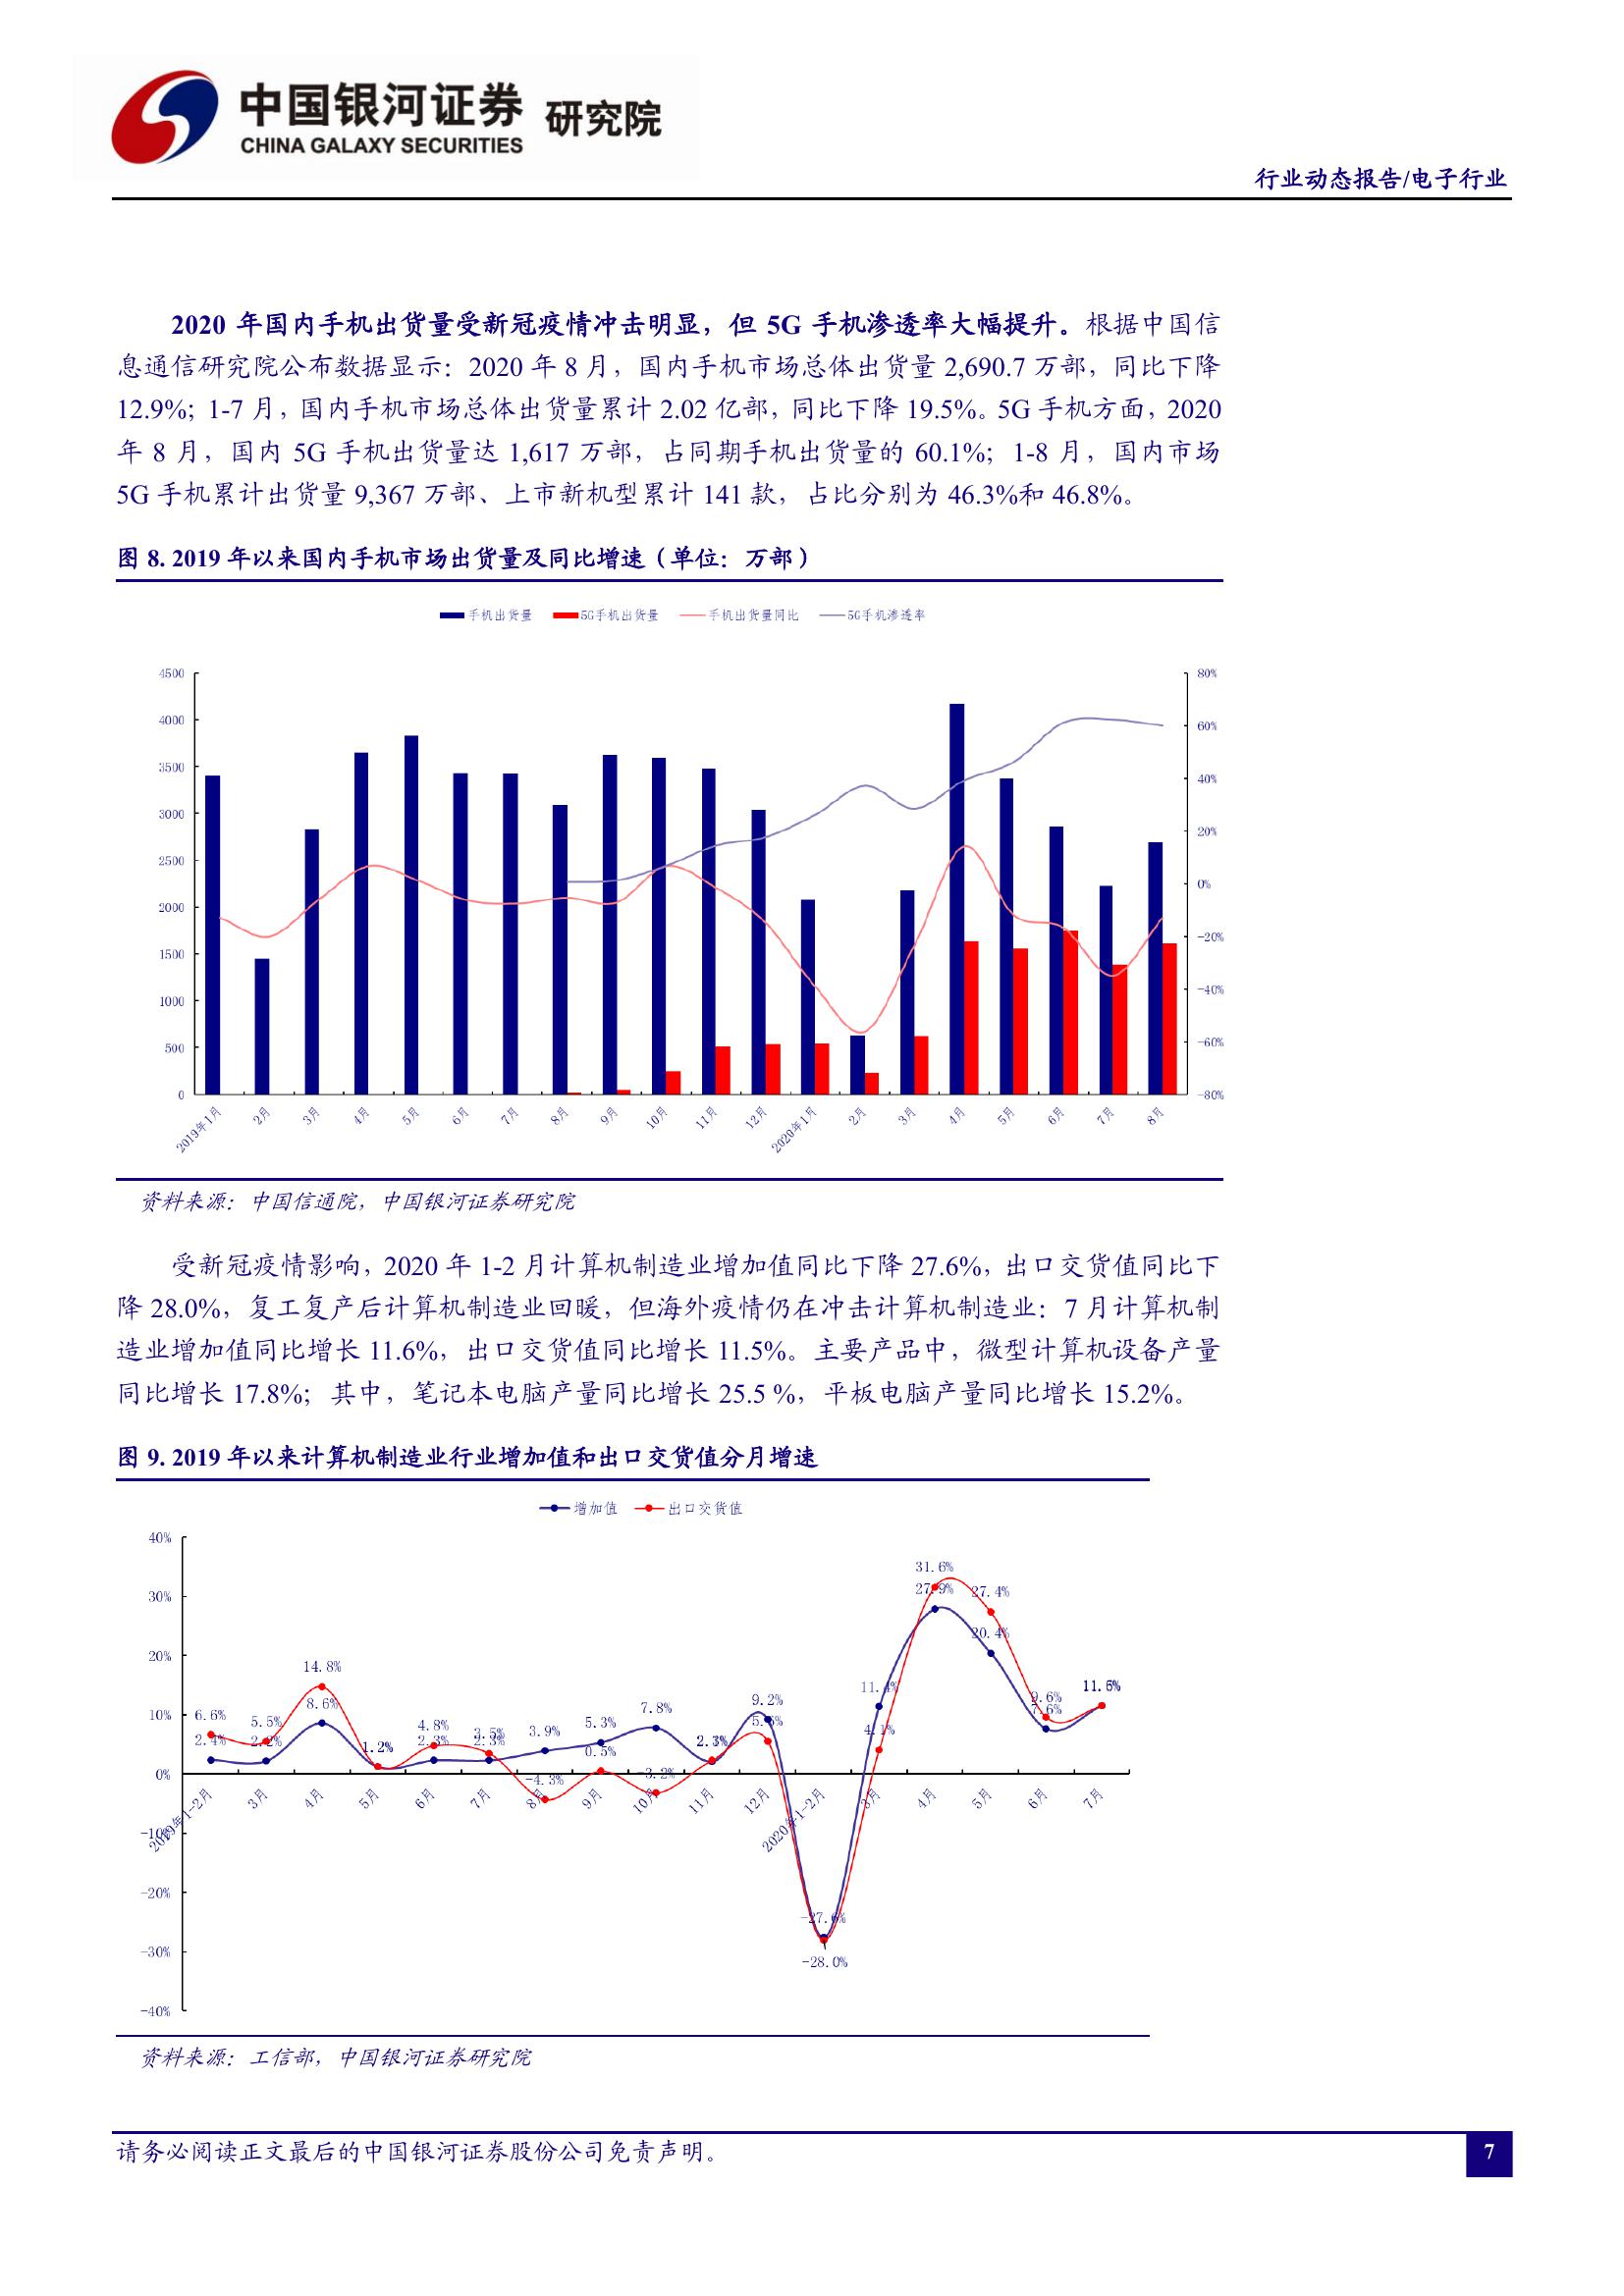 中国银河证券 研究院
CHINA GALAXY SECURITIES
行业动态报告/电子行业
2020 年国内手机出货量受新冠疫情冲击明显，但 5G 手机渗透率大幅提升。根据中国信
息通信研究院公布数据显示：2020 年 8 月，国内手机市场总体出货量 2,690.7 万部，同比下降
12.9%；1-7 月，国内手机市场总体出货量累计 2.02 亿部，同比下降 19.5%。5G 手机方面，2020
年 8 月，国内 5G 手机出货量达 1,617 万部，占同期手机出货量的 60.1%；1-8 月，国内市场
5G 手机累计出货量 9,367 万部、上市新机型累计 141 款，占比分别为 46.3%和 46.8%。
图 8. 2019 年以来国内手机市场出货量及同比增速（单位：万部）
手机出货量 5G手机出货量 手机出货量同比 5G手机渗透率
4500 80%
4000 60%
3500 40%
3000 20%
2500 0%
2000 -20%
1500 -40%
1000 -60%
500 -80%
0
2019年1月 2月 3月 4月 5月 6月 7月 8月 9月 10月 11月 12月 2020年1月 2月 3月 4月 5月 6月 7月 8月
资料来源：中国信通院，中国银河证券研究院
受新冠疫情影响，2020 年 1-2 月计算机制造业增加值同比下降 27.6%，出口交货值同比下
降 28.0%，复工复产后计算机制造业回暖，但海外疫情仍在冲击计算机制造业：7 月计算机制
造业增加值同比增长 11.6%，出口交货值同比增长 11.5%。主要产品中，微型计算机设备产量
同比增长 17.8%；其中，笔记本电脑产量同比增长 25.5 %，平板电脑产量同比增长 15.2%。
图 9. 2019 年以来计算机制造业行业增加值和出口交货值分月增速
增加值 出口交货值
40%
30%
20%
10%
0%
-10%
-20%
-30%
-40%
6.6% 5.5% 14.8% 1.2% 4.8% 3.5% -4.3% 0.5% -3.2% 5.6% -28.0% 4.1% 31.6% 27.4% 9.6%
2.4% 2.2% 8.6% 2.3% 2.3% 3.9% 5.3% 7.8% 9.2% -27.6% 11.4% 27.9% 20.4% 7.6% 11.6%
2019年1-2月 3月 4月 5月 6月 7月 8月 9月 10月 11月 12月 2020年1-2月 3月 4月 5月 6月 7月
资料来源：工信部，中国银河证券研究院
请务必阅读正文最后的中国银河证券股份公司免责声明。
7